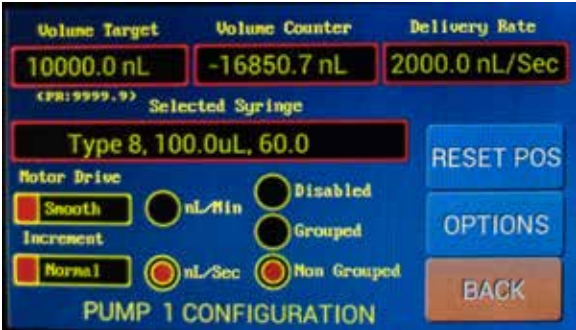 Volume Target Volume Counter Delivery Rate
10000.0 nL -16850.7 nL 2000.0 nL/Sec
<PR:9999.9>
Selected Syringe
Type 8, 100.0uL, 60.0
RESET POS
Motor Drive
Smooth nL/Min Disabled
Grouped
OPTIONS
Increment
Normal nL/Sec Non Grouped
BACK
PUMP 1 CONFIGURATION